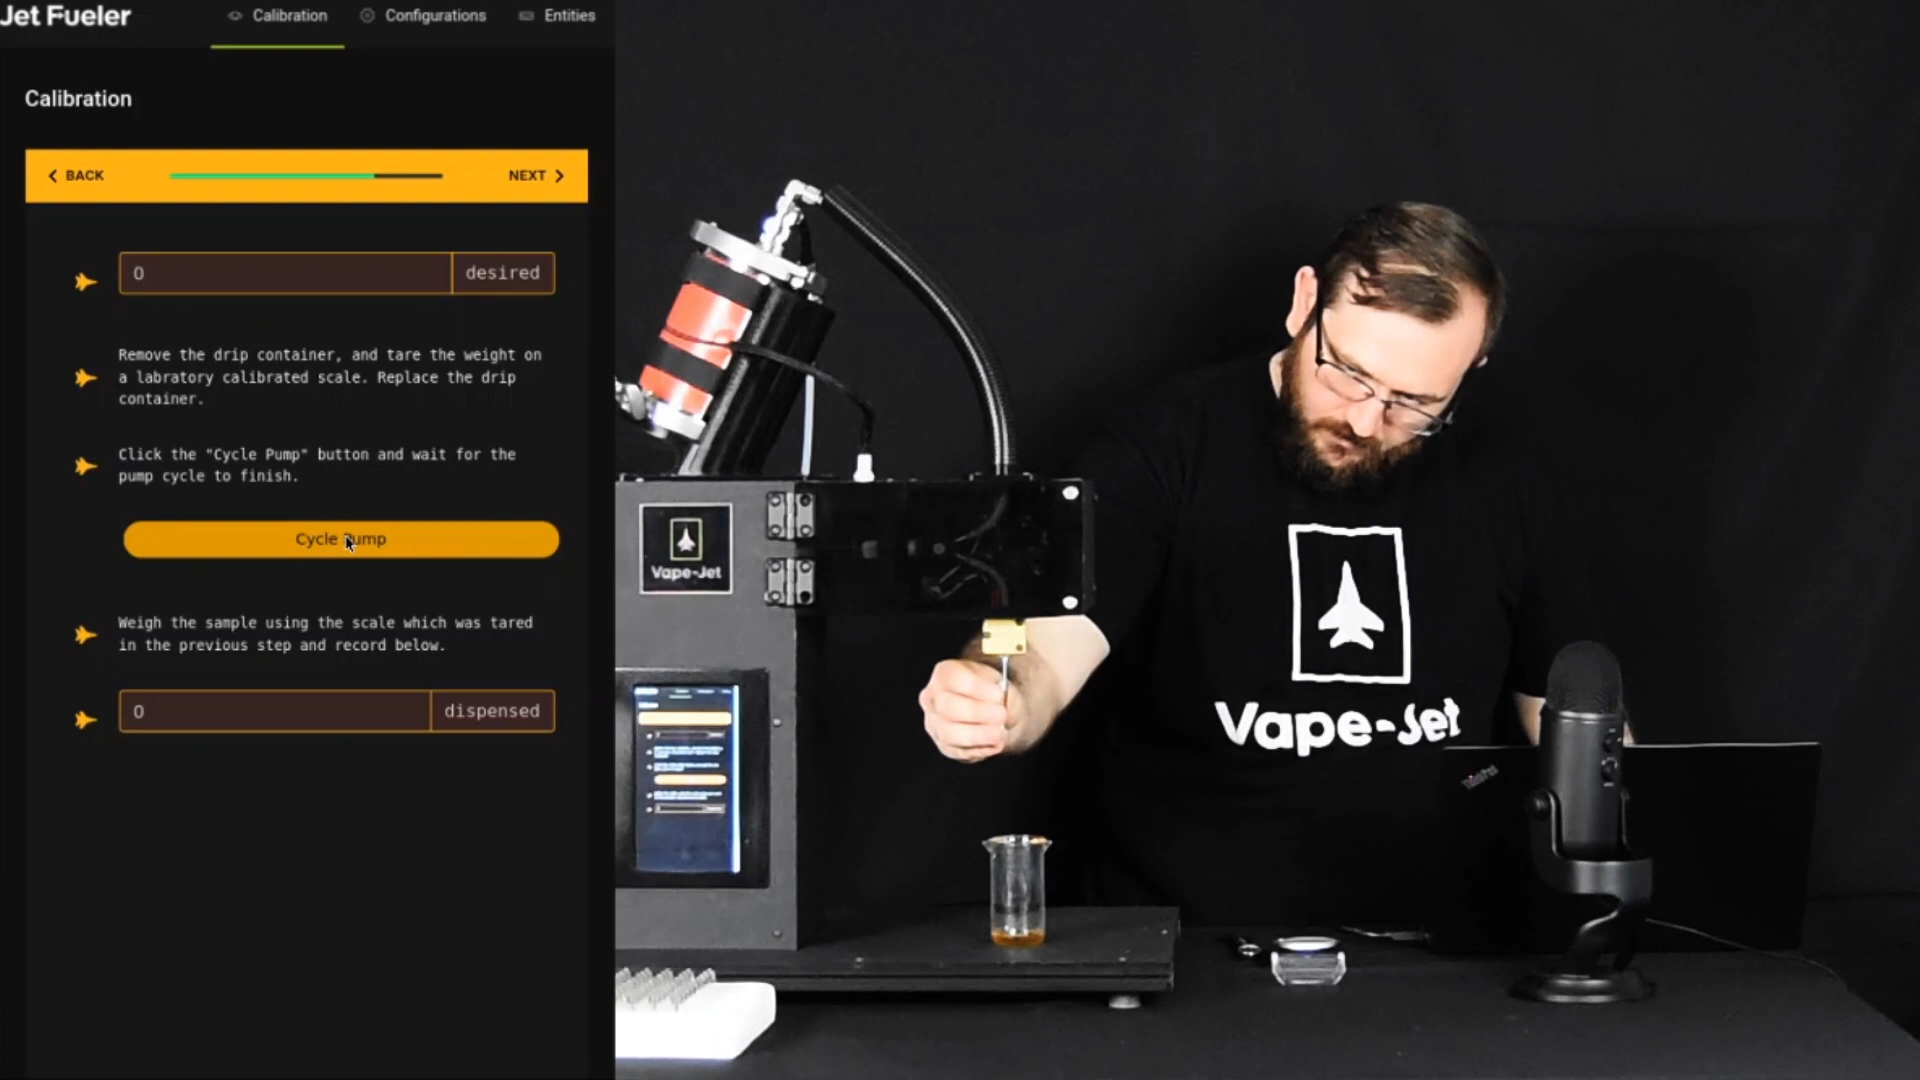 Jet Fueler
Calibration
Configurations
Entities
Calibration
BACK
NEXT
0
desired
Remove the drip container, and tare the weight on
a labratory calibrated scale. Replace the drip
container.
Click the "Cycle Pump" button and wait for the
pump cycle to finish.
Cycle Pump
Weigh the sample using the scale which was tared
in the previous step and record below.
0
dispensed
Vape-Jet
Vape-Jet
ThinkPad